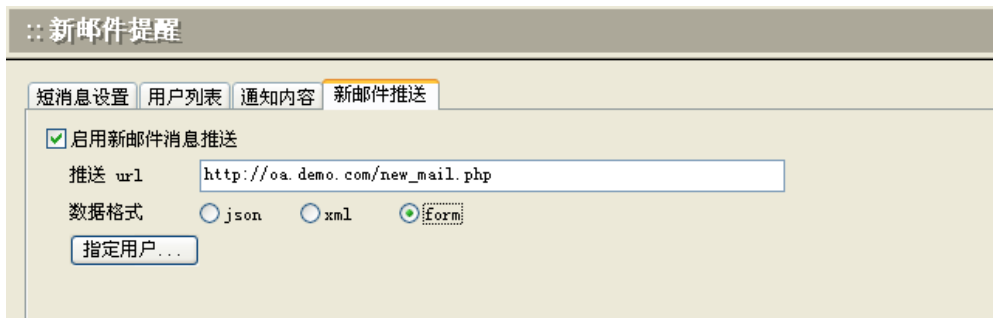 :: 新邮件提醒
短消息设置 用户列表 通知内容 新邮件推送
启用新邮件消息推送
推送 url http://oa.demo.com/new_mail.php
数据格式 json xml form
指定用户...